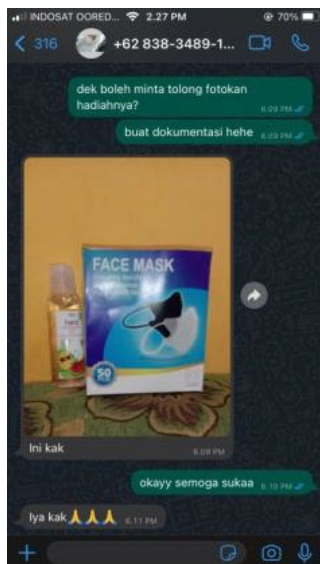 INDOSAT OORED... 2.27 PM 70%
316 +62 838-3489-1...
dek boleh minta tolong fotokan
hadiahnya?
6.09 PM
buat dokumentasi hehe 6.09 PM
FACE MASK
50
Ini kak 6.09 PM
okayy semoga sukaa 6.10 PM
Iya kak🙏🙏🙏 6.11 PM